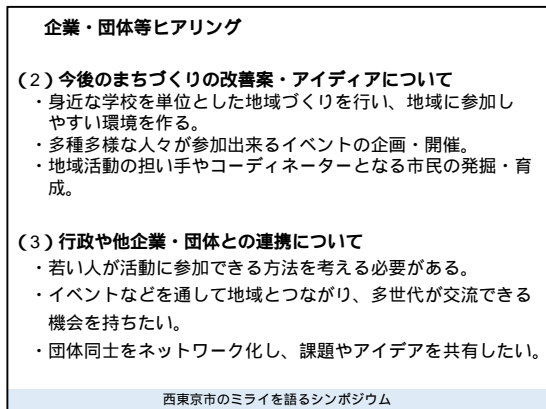 企業・団体等ヒアリング
（２）今後のまちづくりの改善案・アイディアについて
・身近な学校を単位とした地域づくりを行い、地域に参加し
やすい環境を作る。
・多種多様な人々が参加出来るイベントの企画・開催。
・地域活動の担い手やコーディネーターとなる市民の発掘・育
成。
（３）行政や他企業・団体との連携について
・若い人が活動に参加できる方法を考える必要がある。
・イベントなどを通して地域とつながり、多世代が交流できる
機会を持ちたい。
・団体同士をネットワーク化し、課題やアイデアを共有したい。
西東京市のミライを語るシンポジウム